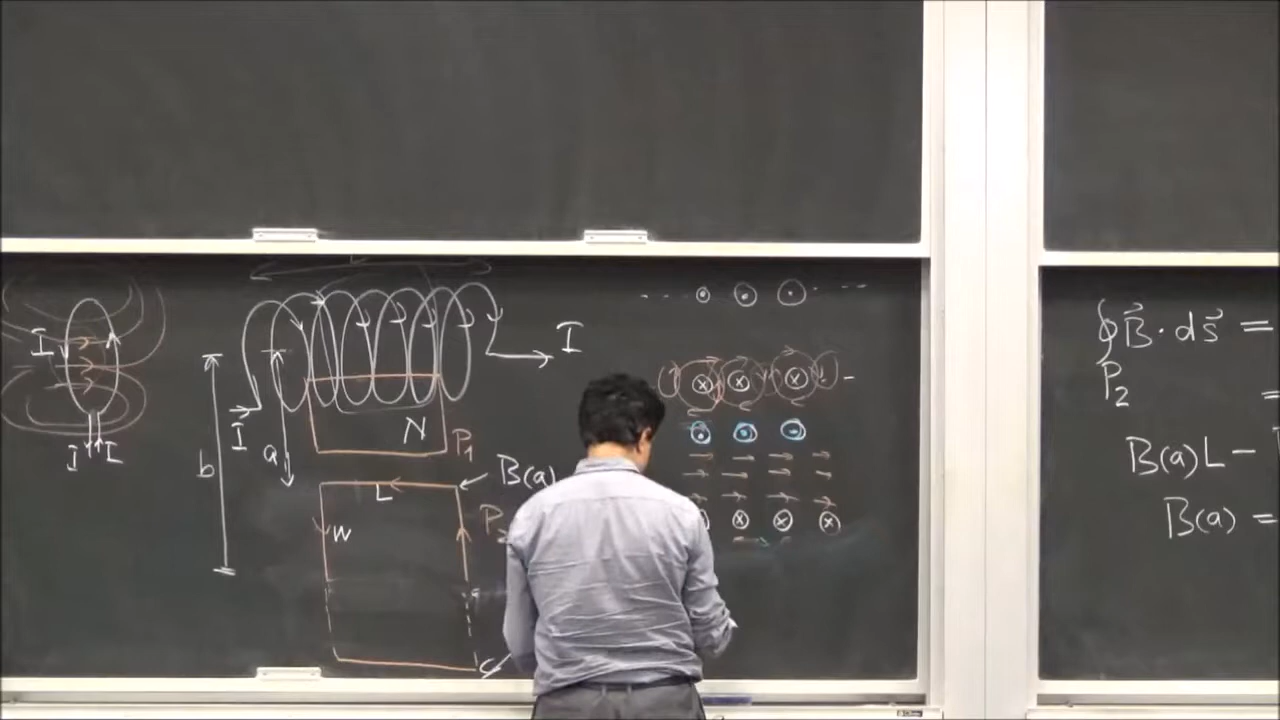 I
I I
I
I
b
a
N
P₁
B(a)
L
P₂
W
∮B⃗·ds⃗ =
P₂
=
B(a)L –
B(a) =